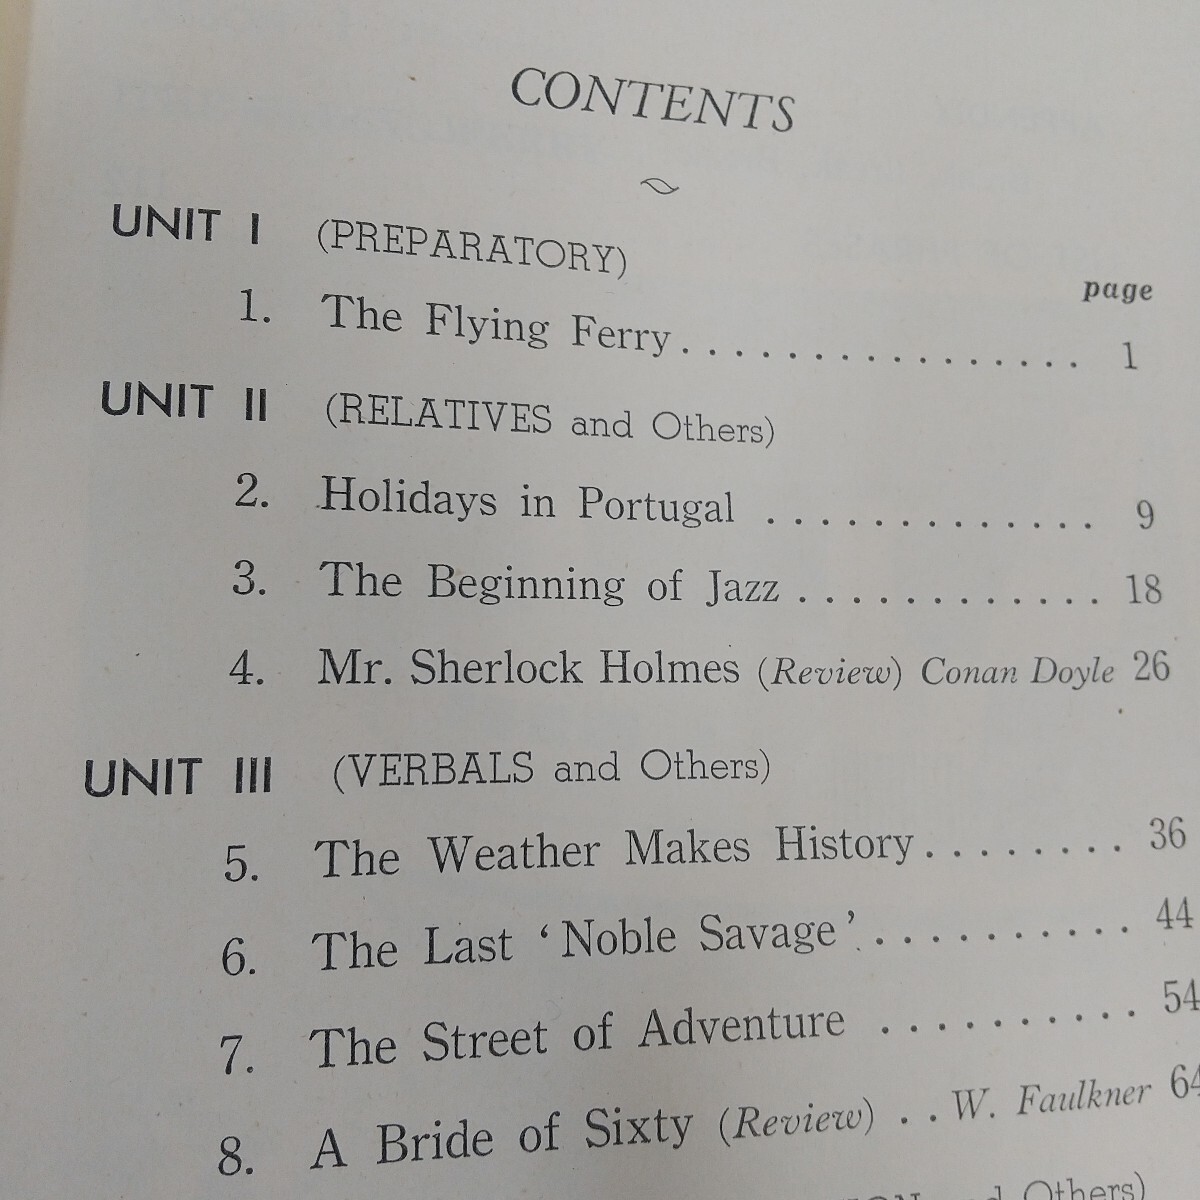 CONTENTS
UNIT I (PREPARATORY)
page
1. The Flying Ferry................ 1
UNIT II (RELATIVES and Others)
2. Holidays in Portugal ............. 9
3. The Beginning of Jazz ............ 18
4. Mr. Sherlock Holmes (Review) Conan Doyle 26
UNIT III (VERBALS and Others)
5. The Weather Makes History........ 36
6. The Last ‘Noble Savage’.......... 44
7. The Street of Adventure .......... 54
8. A Bride of Sixty (Review) .. W. Faulkner 64
Others)